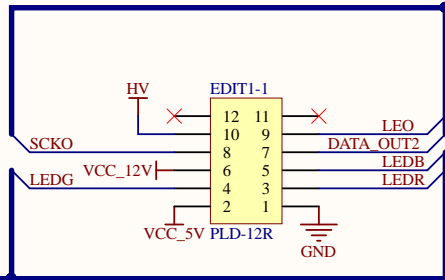 EDIT1-1
HV
12 11
10 9 LEO
SCKO 8 7 DATA_OUT2
VCC_12V 6 5 LEDB
LEDG 4 3 LEDR
2 1
VCC_5V PLD-12R
GND